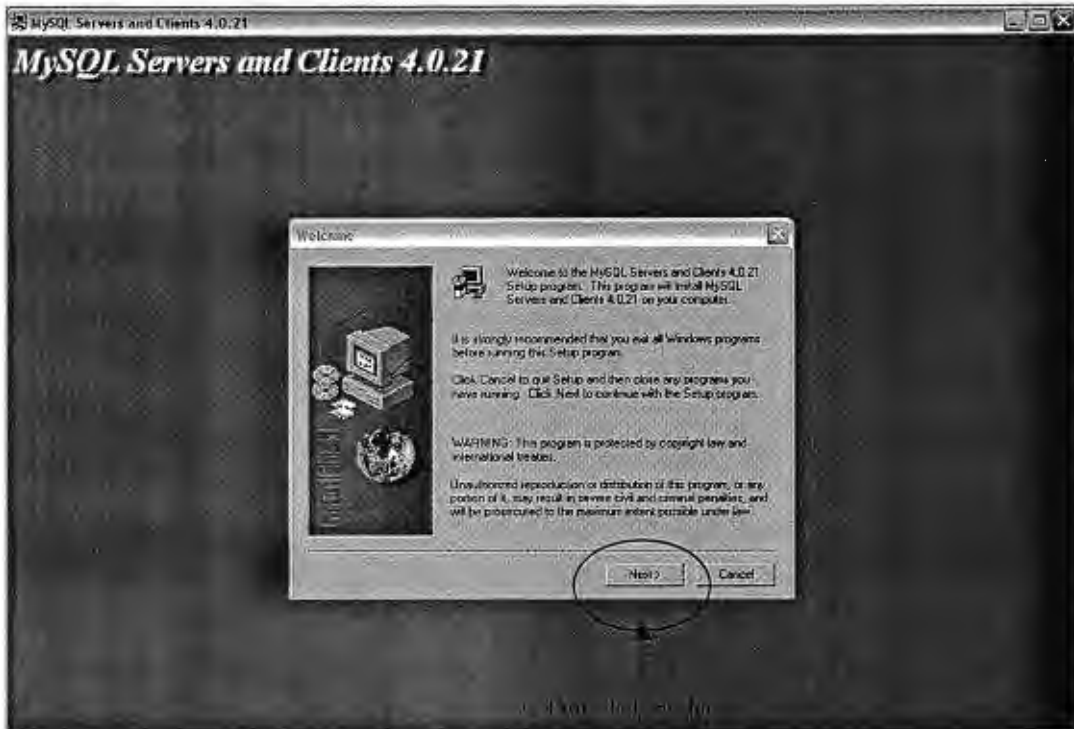 MySQL Servers and Clients 4.0.21
MySQL Servers and Clients 4.0.21
Welcome
Welcome to the MySQL Servers and Clients 4.0.21
Setup program. This program will install MySQL
Servers and Clients 4.0.21 on your computer.
It is strongly recommended that you exit all Windows programs
before running this Setup program.
Click Cancel to quit Setup and then close any programs you
have running. Click Next to continue with the Setup program.
WARNING: This program is protected by copyright law and
international treaties.
Unauthorized reproduction or distribution of this program, or any
portion of it, may result in severe civil and criminal penalties, and
will be prosecuted to the maximum extent possible under law.
Next >
Cancel